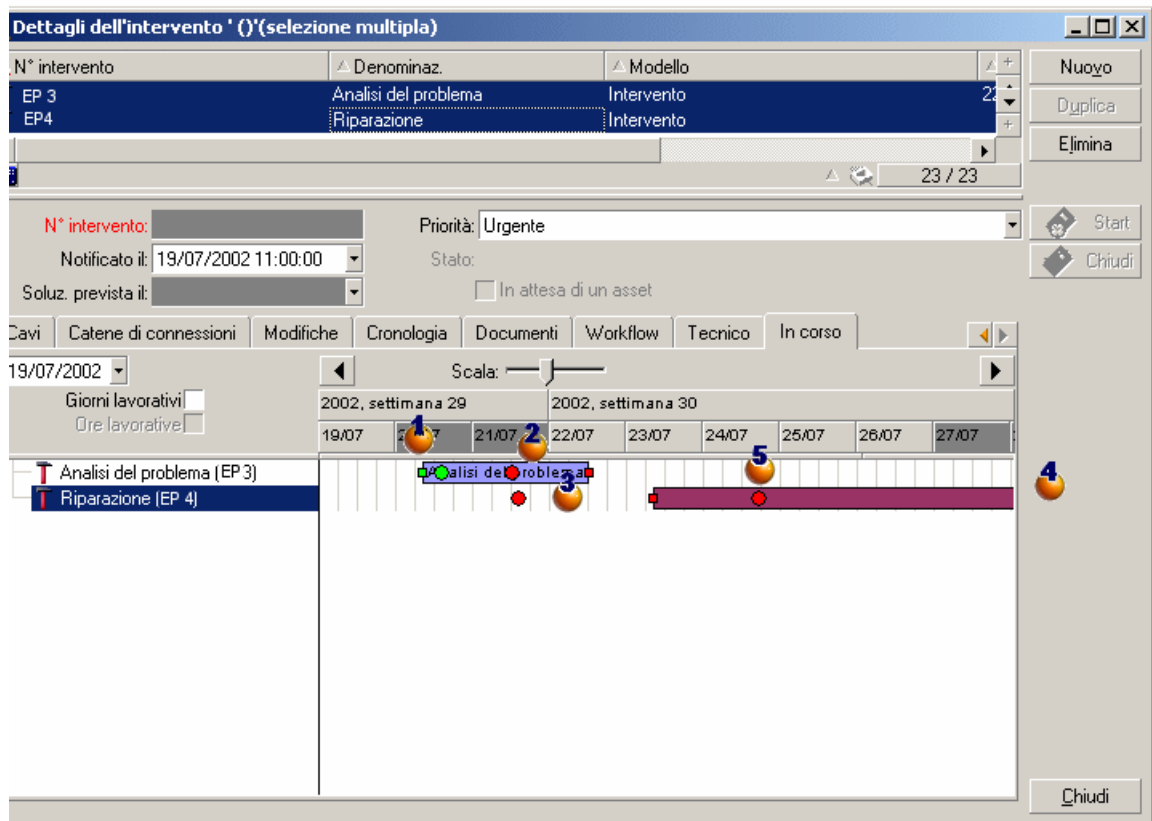 Dettagli dell'intervento ' ()'(selezione multipla)
N° intervento Denominaz. Modello
Nuovo
EP 3 Analisi del problema Intervento
Duplica
EP4 Riparazione Intervento
Elimina
23 / 23
N° intervento: Priorità: Urgente
Start
Notificato il: 19/07/2002 11:00:00 Stato:
Chiudi
Soluz. prevista il: In attesa di un asset
Cavi Catene di connessioni Modifiche Cronologia Documenti Workflow Tecnico In corso
19/07/2002 Scala:
Giorni lavorativi 2002, settimana 29 2002, settimana 30
Ore lavorative
19/07 21/07 22/07 23/07 24/07 25/07 26/07 27/07
1 2 5
Analisi del problema (EP 3)
3 4
Riparazione (EP 4)
Chiudi